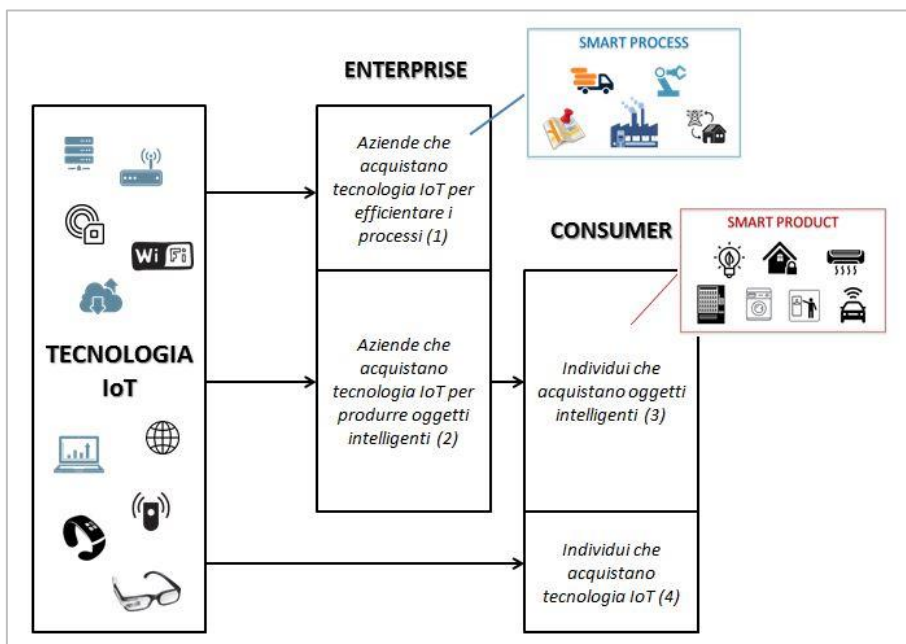 SMART PROCESS
ENTERPRISE
Aziende che
acquistano
tecnologia IoT per
efficientare i
processi (1)
CONSUMER
SMART PRODUCT
Wi Fi
TECNOLOGIA
IoT
Aziende che
acquistano
tecnologia IoT per
produrre oggetti
intelligenti (2)
Individui che
acquistano oggetti
intelligenti (3)
Individui che
acquistano
tecnologia IoT (4)